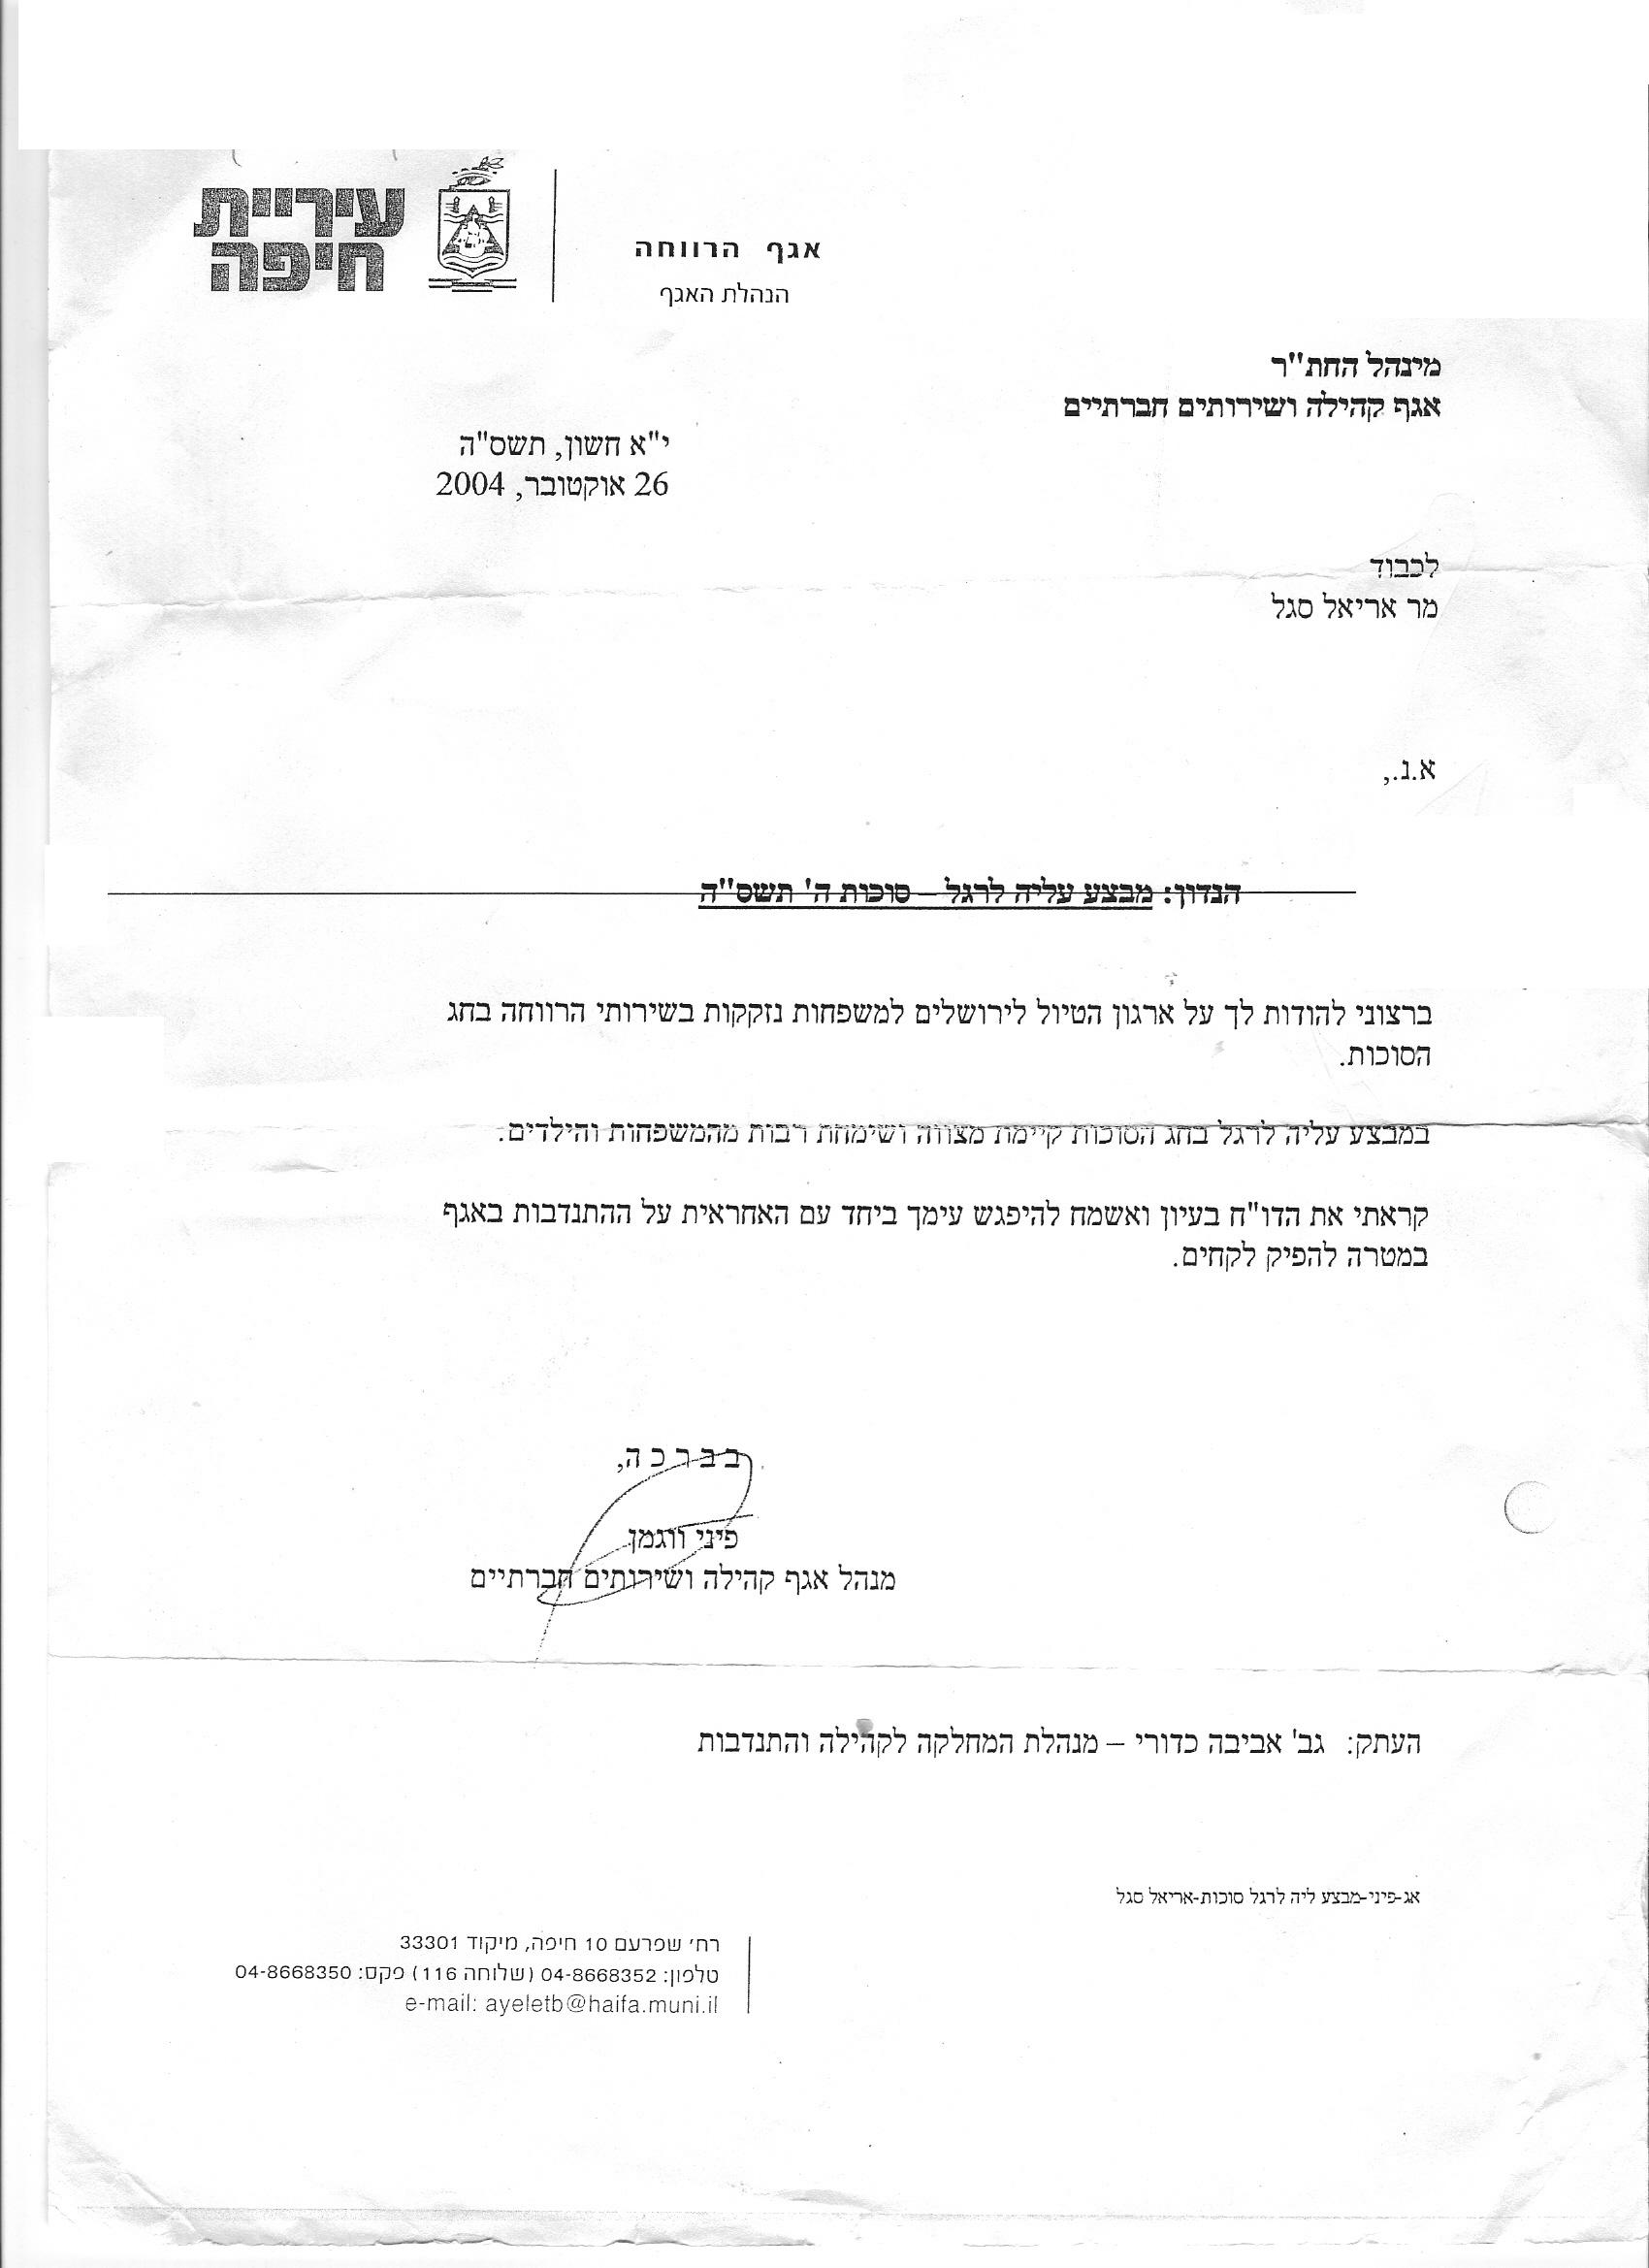 עיריית
חיפה
אגף הרווחה
הנהלת האגף
מינהל החת"ר
אגף קהילה ושירותים חברתיים
י"א חשון, תשס"ה
26 אוקטובר, 2004
לכבוד
מר אריאל סגל
א.נ.,
הנדון: מבצע עליה לרגל – סוכות ה' תשס"ה
ברצוני להודות לך על ארגון הטיול לירושלים למשפחות נזקקות בשירותי הרווחה בחג
הסוכות.
במבצע עליה לרגל בחג הסוכות קיימת מצווה ושימחת רבות מהמשפחות והילדים.
קראתי את הדו"ח בעיון ואשמח להיפגש עימך ביחד עם האחראית על ההתנדבות באגף
במטרה להפיק לקחים.
ב ב ר כ ה,
פיני ווגמן
מנהל אגף קהילה ושירותים חברתיים
העתק: גב' אביבה כדורי – מנהלת המחלקה לקהילה והתנדבות
אג-פיני-מבצע ליה לרגל סוכות-אריאל סגל
רח' שפרעם 10 חיפה, מיקוד 33301
טלפון: 04-8668352 (שלוחה 116) פקס: 04-8668350
e-mail: ayeletb@haifa.muni.il